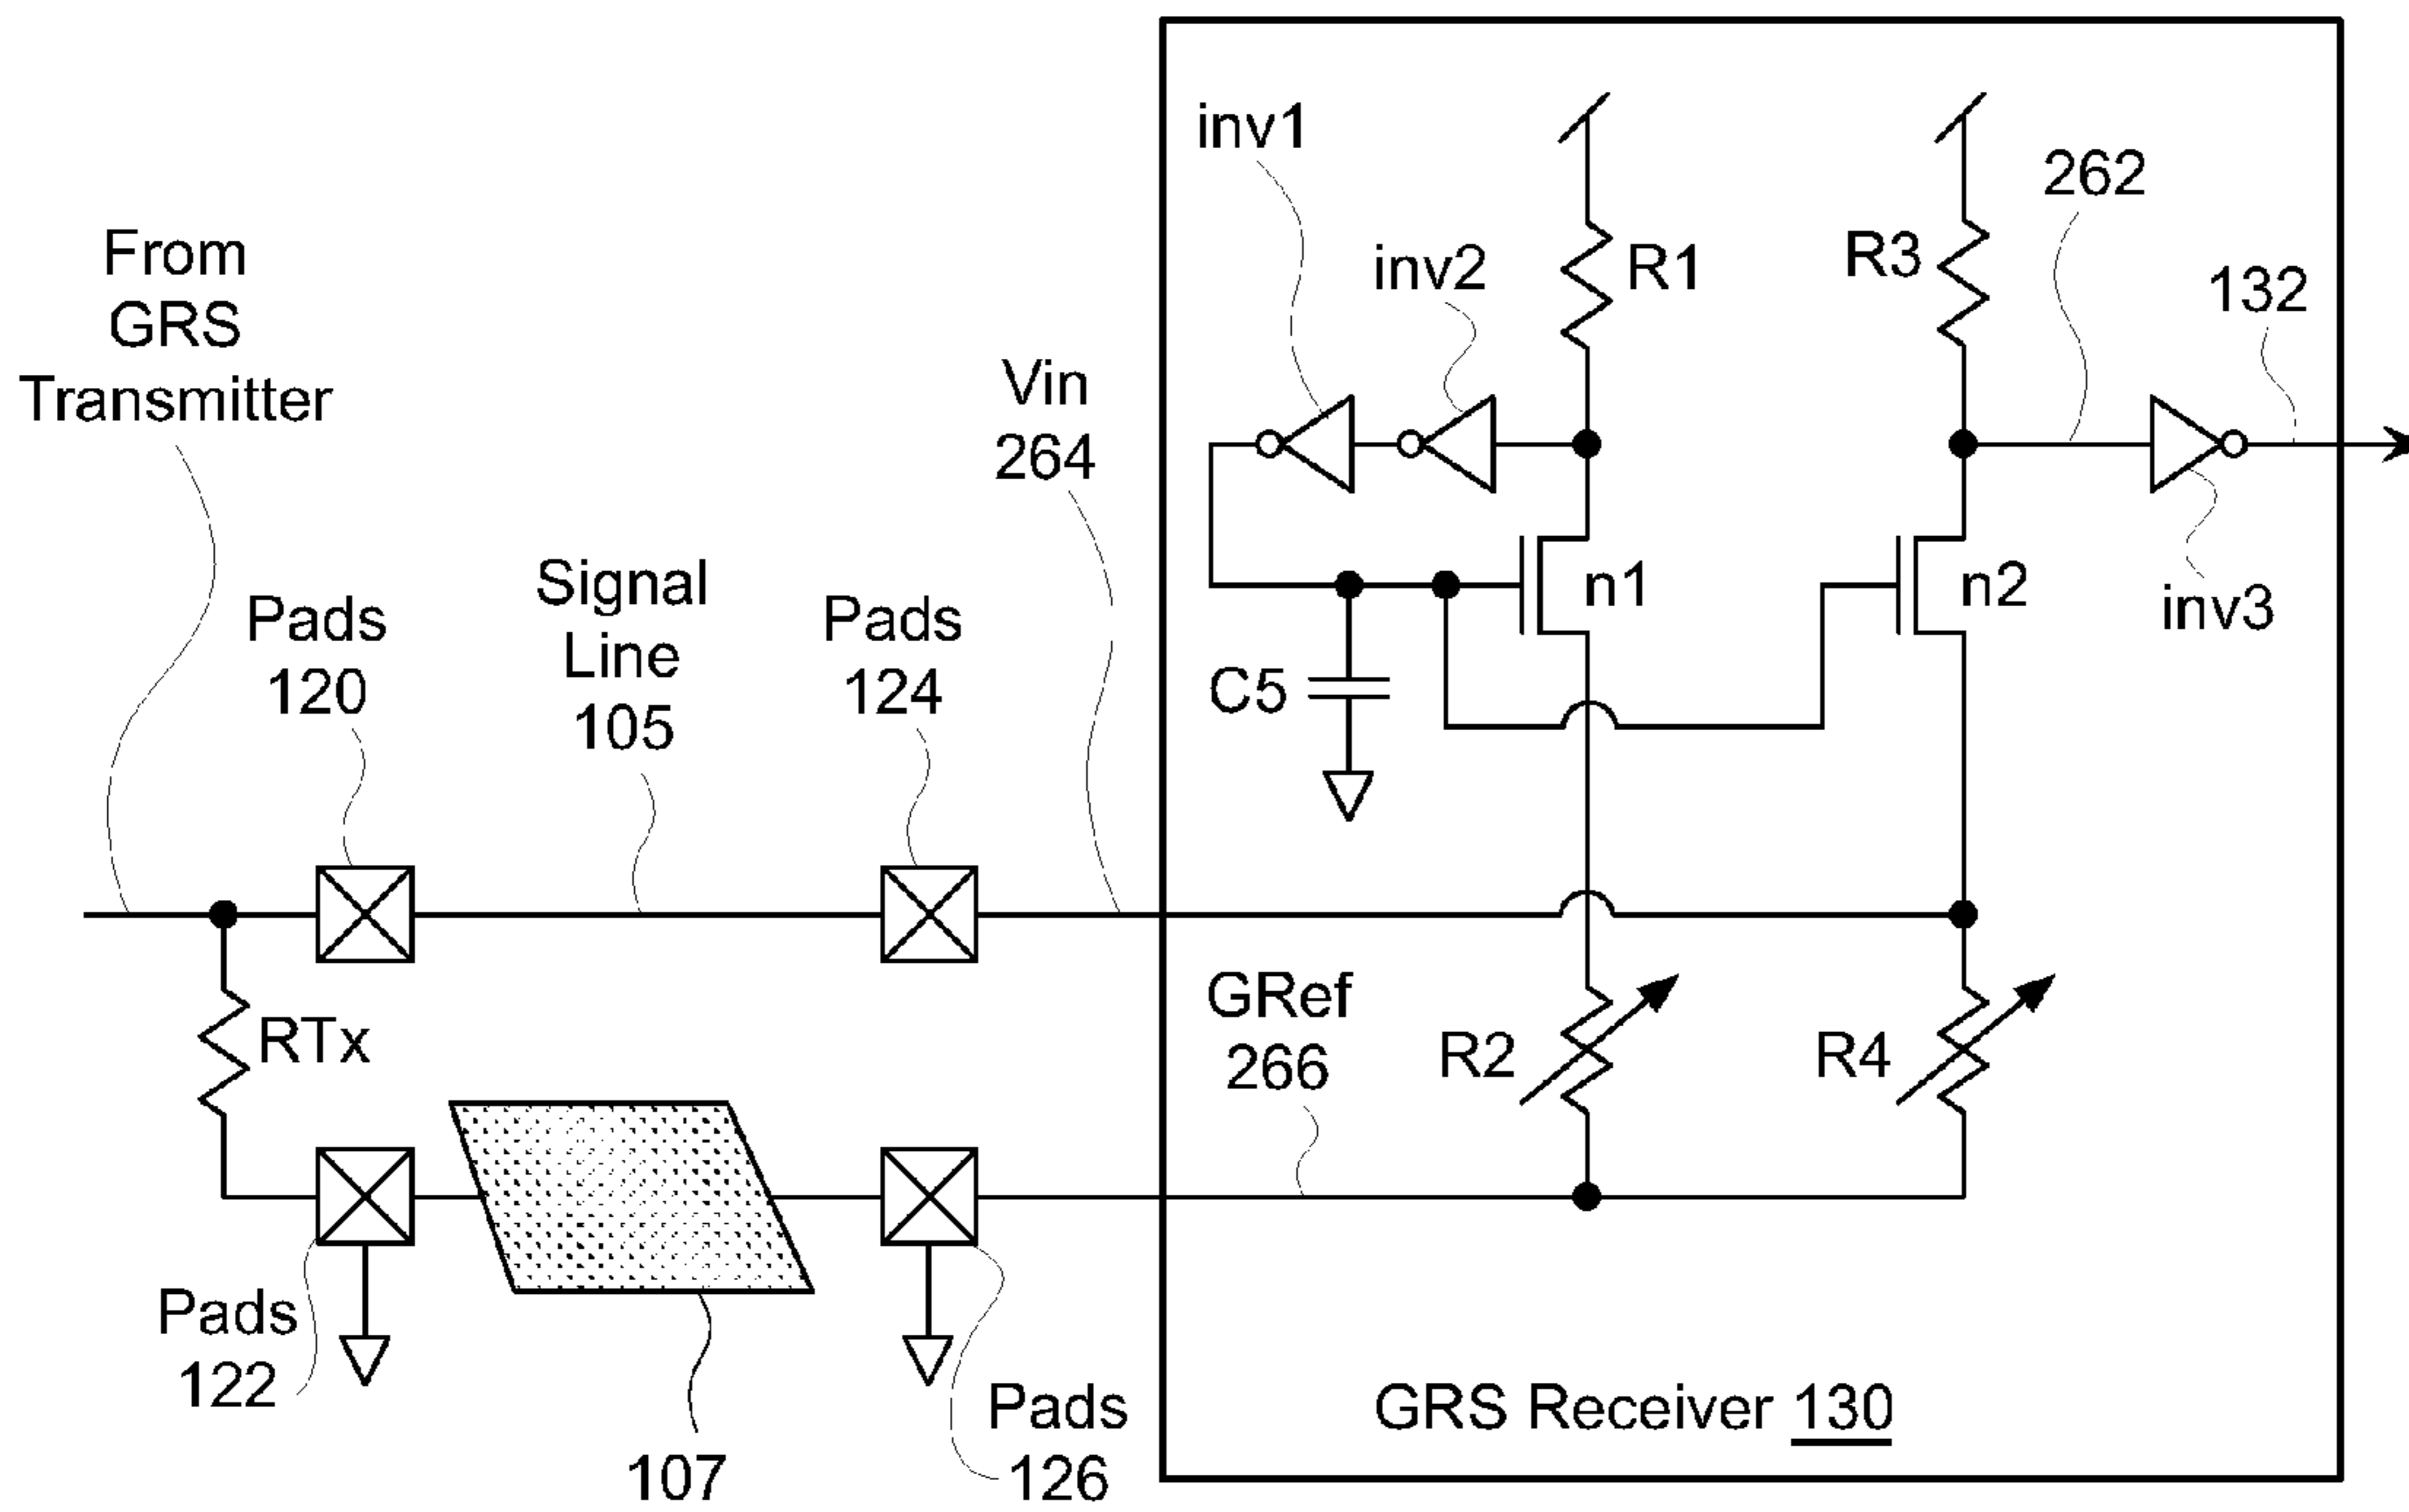 From
GRS
Transmitter
Pads
120
Signal
Line
105
Pads
124
Vin
264
inv1
inv2
R1
R3
262
132
n1
n2
inv3
C5
RTx
GRef
266
R2
R4
Pads
122
107
Pads
126
GRS Receiver 130